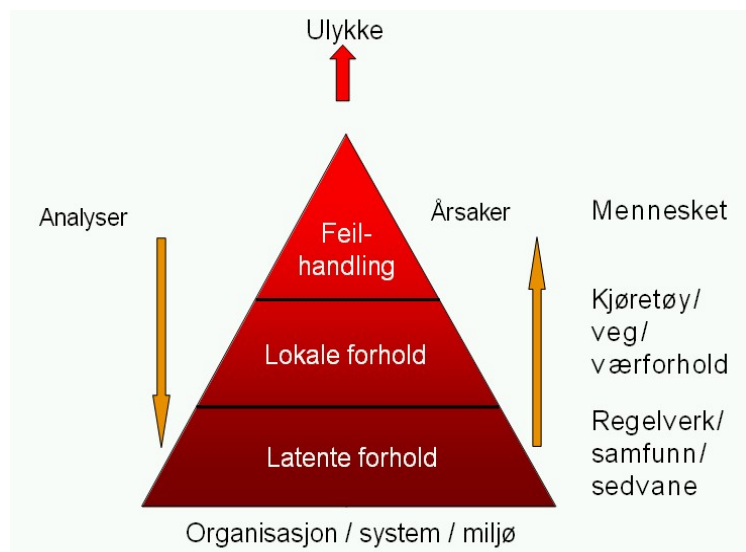 Ulykke
Analyser
Årsaker
Mennesket
Feil-
handling
Kjøretøy/
veg/
værforhold
Lokale forhold
Regelverk/
samfunn/
sedvane
Latente forhold
Organisasjon / system / miljø